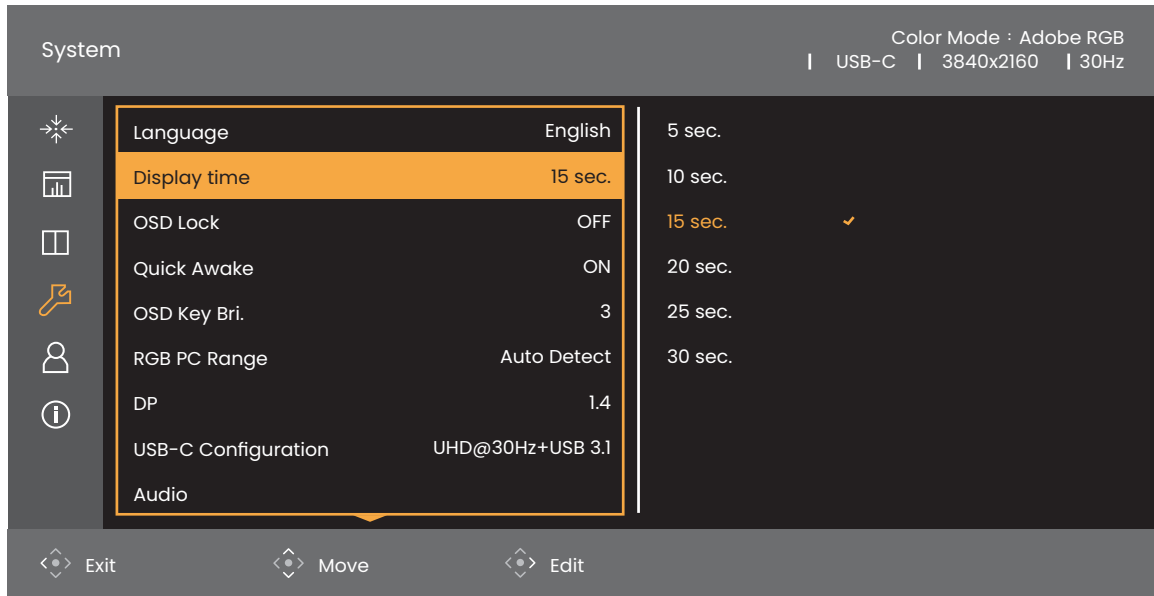 System
Color Mode : Adobe RGB
| USB-C | 3840x2160 | 30Hz
Language English
Display time 15 sec.
OSD Lock OFF
Quick Awake ON
OSD Key Bri. 3
RGB PC Range Auto Detect
DP 1.4
USB-C Configuration UHD@30Hz+USB 3.1
Audio
5 sec.
10 sec.
15 sec.
20 sec.
25 sec.
30 sec.
Exit Move Edit